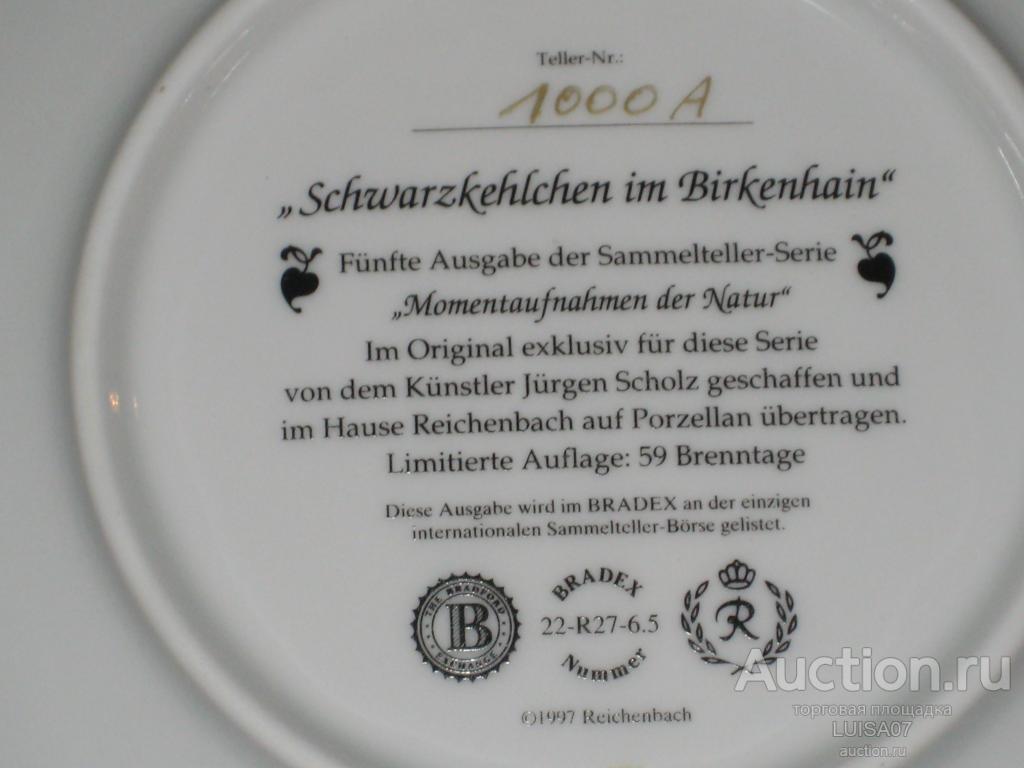 Teller-Nr.:
1000 A
„Schwarzkehlchen im Birkenhain“
Fünfte Ausgabe der Sammelteller-Serie
„Momentaufnahmen der Natur“
Im Original exklusiv für diese Serie
von dem Künstler Jürgen Scholz geschaffen und
im Hause Reichenbach auf Porzellan übertragen.
Limitierte Auflage: 59 Brenntage
Diese Ausgabe wird im BRADEX an der einzigen
internationalen Sammelteller-Börse gelistet.
THE BRADFORD
B
EXCHANGE
BRADEX
22-R27-6.5
Nummer
R
©1997 Reichenbach
Auction.ru
торговая площадка
LUISA07
auction.ru